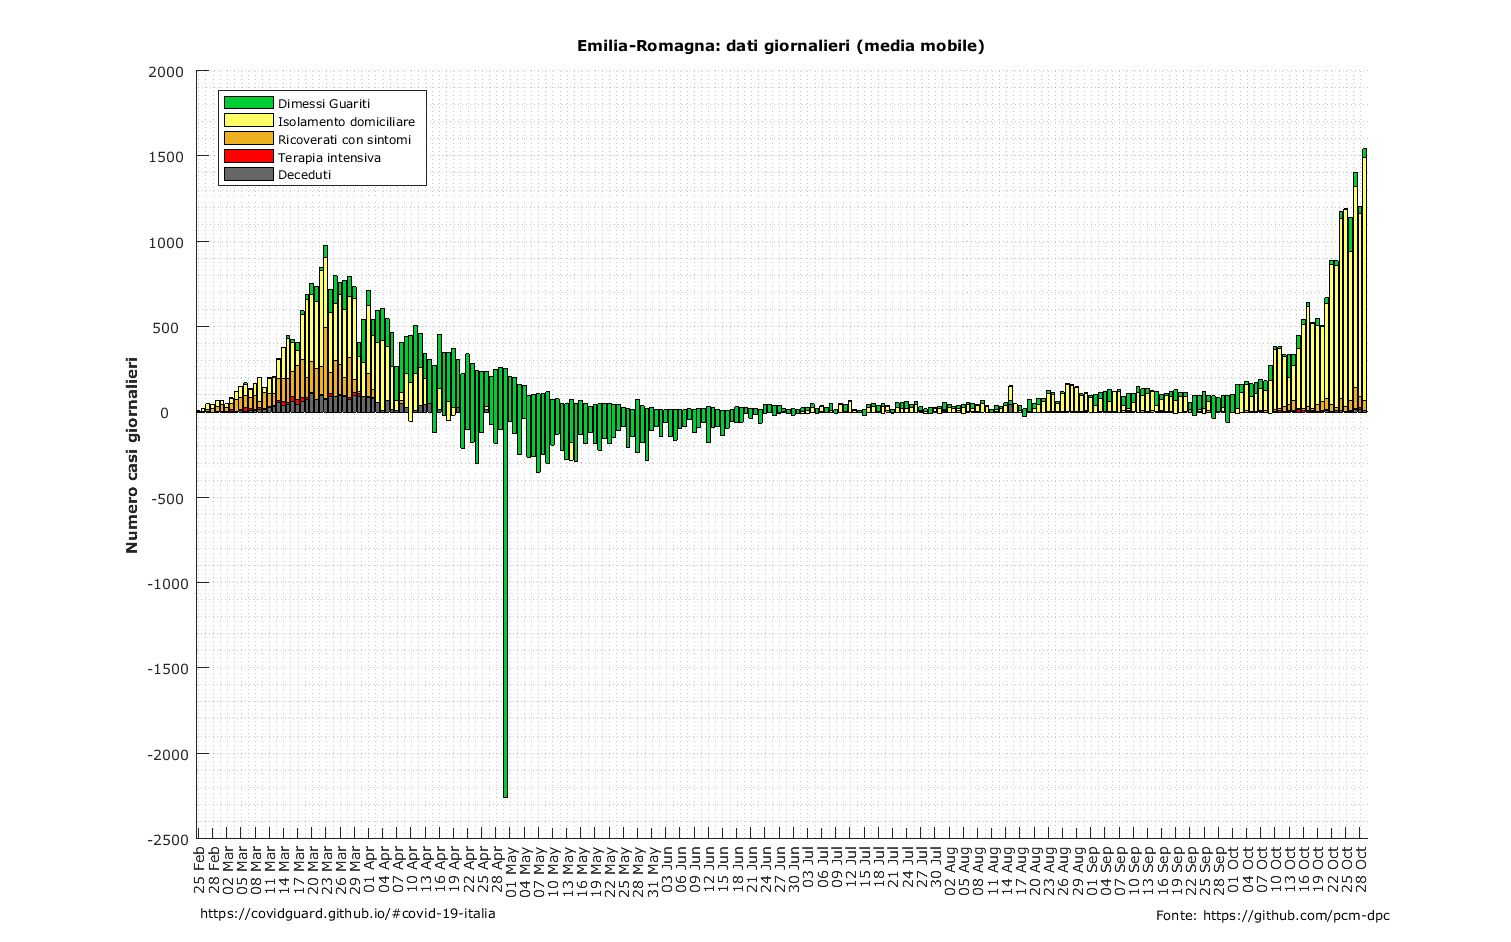 Emilia-Romagna: dati giornalieri (media mobile)
2000
1500
1000
500
0
-500
-1000
-1500
-2000
-2500
Numero casi giornalieri
Dimessi Guariti
Isolamento domiciliare
Ricoverati con sintomi
Terapia intensiva
Deceduti
25 Feb
28 Feb
02 Mar
05 Mar
08 Mar
11 Mar
14 Mar
17 Mar
20 Mar
23 Mar
26 Mar
29 Mar
01 Apr
04 Apr
07 Apr
10 Apr
13 Apr
16 Apr
19 Apr
22 Apr
25 Apr
28 Apr
01 May
04 May
07 May
10 May
13 May
16 May
19 May
22 May
25 May
28 May
31 May
03 Jun
06 Jun
09 Jun
12 Jun
15 Jun
18 Jun
21 Jun
24 Jun
27 Jun
30 Jun
03 Jul
06 Jul
09 Jul
12 Jul
15 Jul
18 Jul
21 Jul
24 Jul
27 Jul
30 Jul
02 Aug
05 Aug
08 Aug
11 Aug
14 Aug
17 Aug
20 Aug
23 Aug
26 Aug
29 Aug
01 Sep
04 Sep
07 Sep
10 Sep
13 Sep
16 Sep
19 Sep
22 Sep
25 Sep
28 Sep
01 Oct
04 Oct
07 Oct
10 Oct
13 Oct
16 Oct
19 Oct
22 Oct
25 Oct
28 Oct
https://covidguard.github.io/#covid-19-italia
Fonte: https://github.com/pcm-dpc